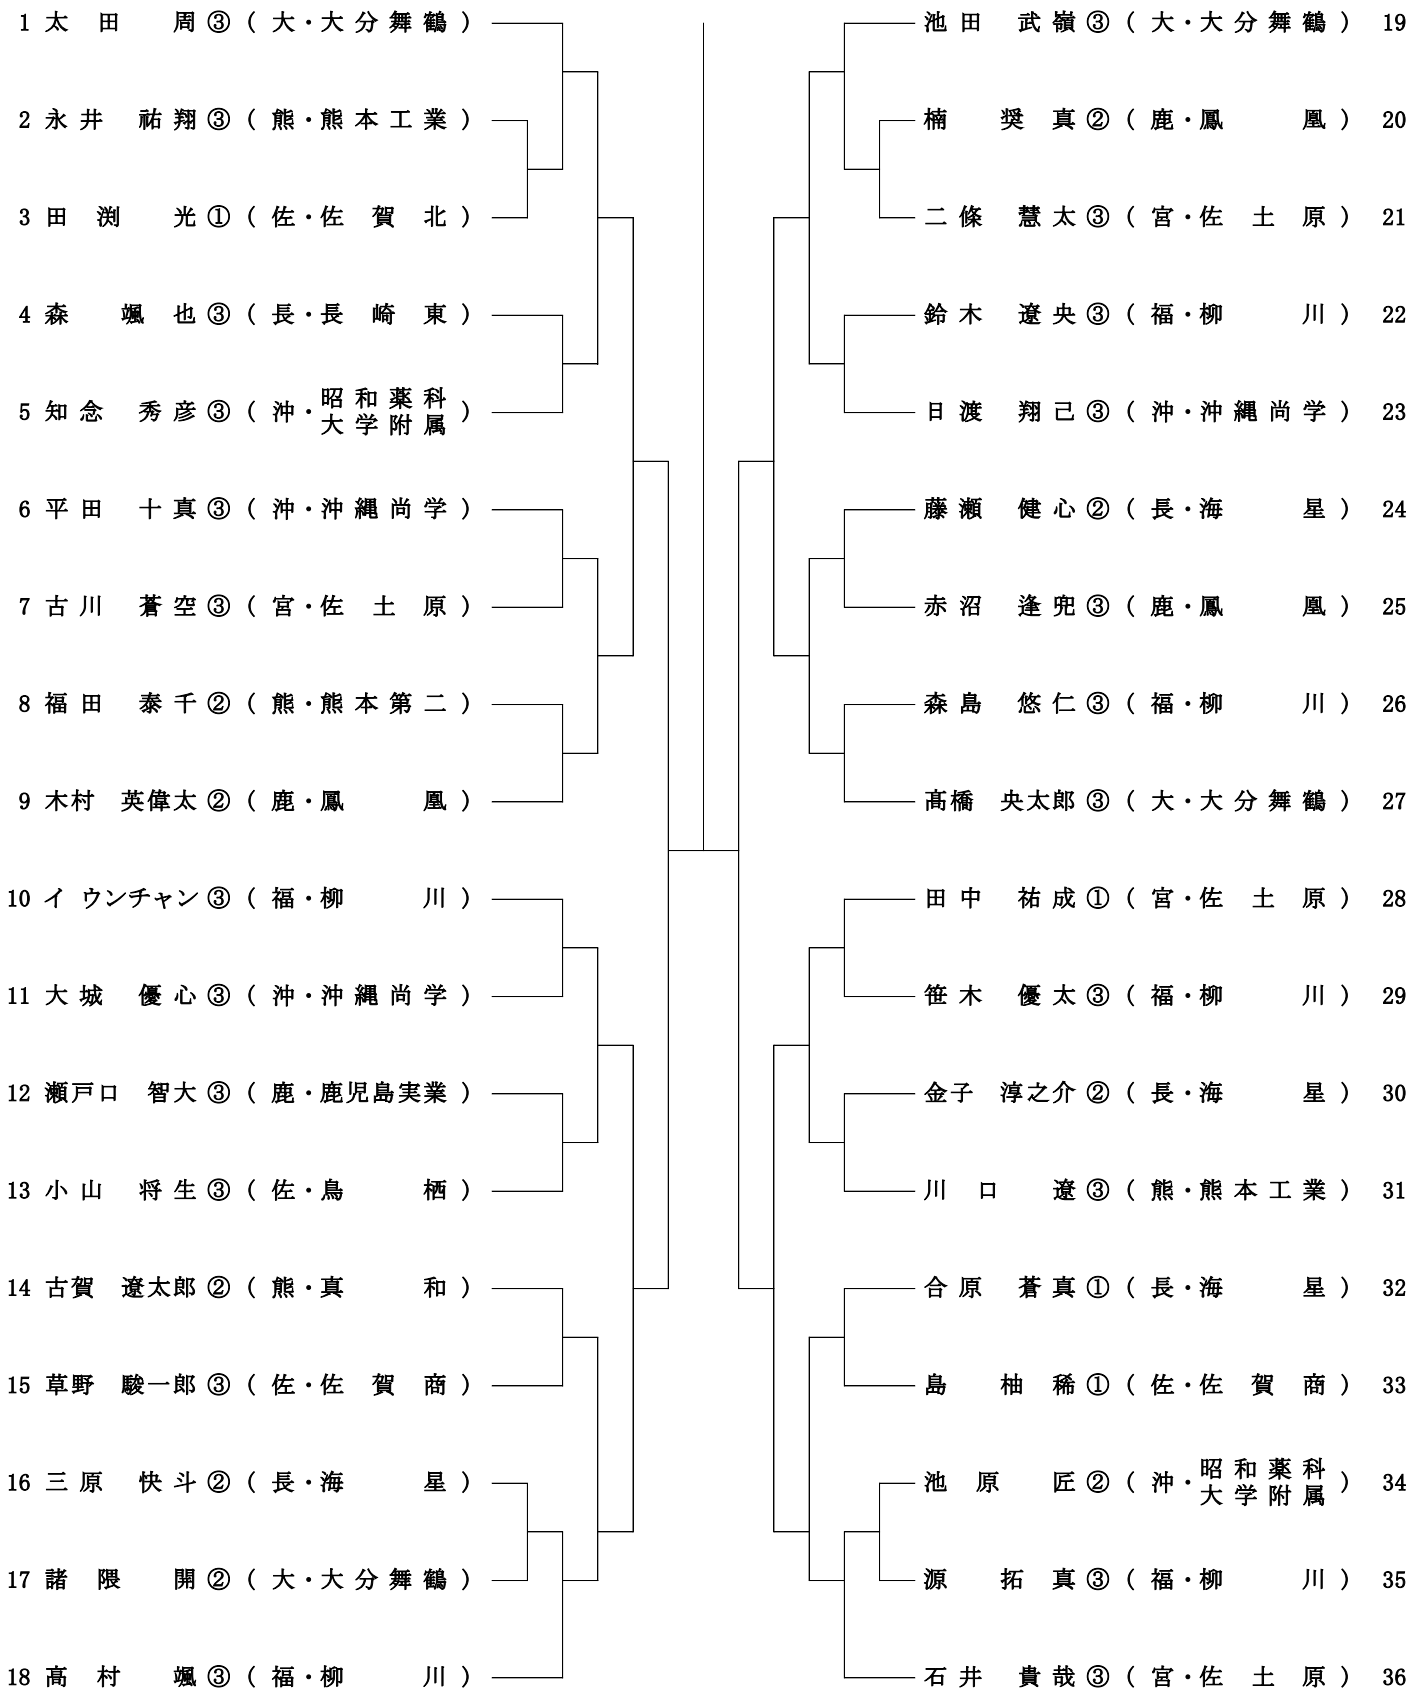 1 太田 周 ③ ( 大・大分舞鶴 )
2 永井 祐翔 ③ ( 熊・熊本工業 )
3 田渕 光 ① ( 佐・佐賀北 )
4 森 颯也 ③ ( 長・長崎東 )
5 知念 秀彦 ③ ( 沖・昭和薬科大学附属 )
6 平田 十真 ③ ( 沖・沖縄尚学 )
7 古川 蒼空 ③ ( 宮・佐土原 )
8 福田 泰千 ② ( 熊・熊本第二 )
9 木村 英偉太 ② ( 鹿・鳳凰 )
10 イ ウンチャン ③ ( 福・柳川 )
11 大城 優心 ③ ( 沖・沖縄尚学 )
12 瀬戸口 智大 ③ ( 鹿・鹿児島実業 )
13 小山 将生 ③ ( 佐・鳥栖 )
14 古賀 遼太郎 ② ( 熊・真和 )
15 草野 駿一郎 ③ ( 佐・佐賀商 )
16 三原 快斗 ② ( 長・海星 )
17 諸隈 開 ② ( 大・大分舞鶴 )
18 髙村 颯 ③ ( 福・柳川 )
池田 武嶺 ③ ( 大・大分舞鶴 ) 19
楠 奨真 ② ( 鹿・鳳凰 ) 20
二條 慧太 ③ ( 宮・佐土原 ) 21
鈴木 遼央 ③ ( 福・柳川 ) 22
日渡 翔己 ③ ( 沖・沖縄尚学 ) 23
藤瀬 健心 ② ( 長・海星 ) 24
赤沼 逢兜 ③ ( 鹿・鳳凰 ) 25
森島 悠仁 ③ ( 福・柳川 ) 26
髙橋 央太郎 ③ ( 大・大分舞鶴 ) 27
田中 祐成 ① ( 宮・佐土原 ) 28
笹木 優太 ③ ( 福・柳川 ) 29
金子 淳之介 ② ( 長・海星 ) 30
川口 遼 ③ ( 熊・熊本工業 ) 31
合原 蒼真 ① ( 長・海星 ) 32
島 柚稀 ① ( 佐・佐賀商 ) 33
池原 匠 ② ( 沖・昭和薬科大学附属 ) 34
源 拓真 ③ ( 福・柳川 ) 35
石井 貴哉 ③ ( 宮・佐土原 ) 36